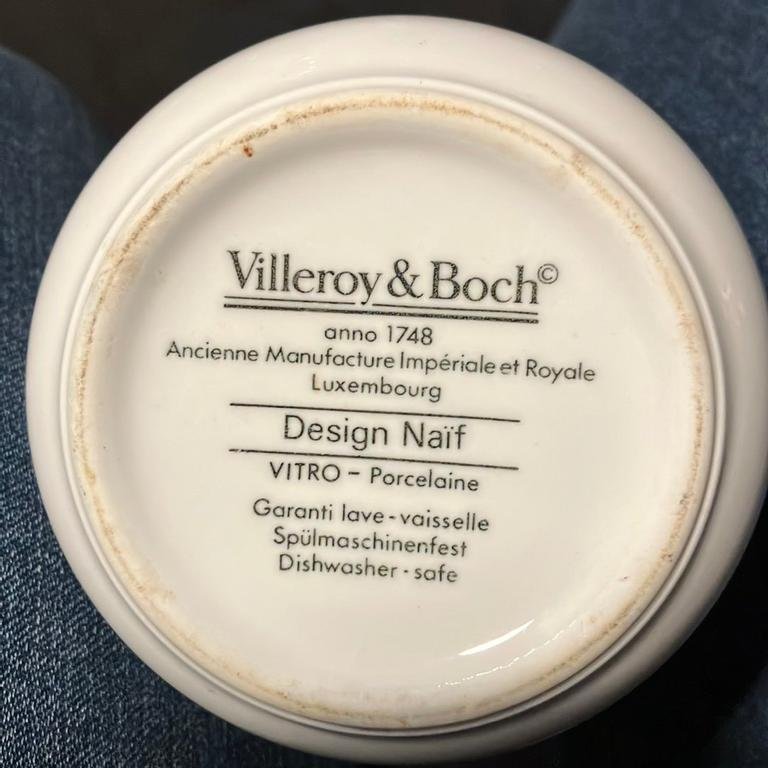 Villeroy & Boch©
anno 1748
Ancienne Manufacture Impériale et Royale
Luxembourg
Design Naïf
VITRO - Porcelaine
Garanti lave-vaisselle
Spülmaschinenfest
Dishwasher-safe